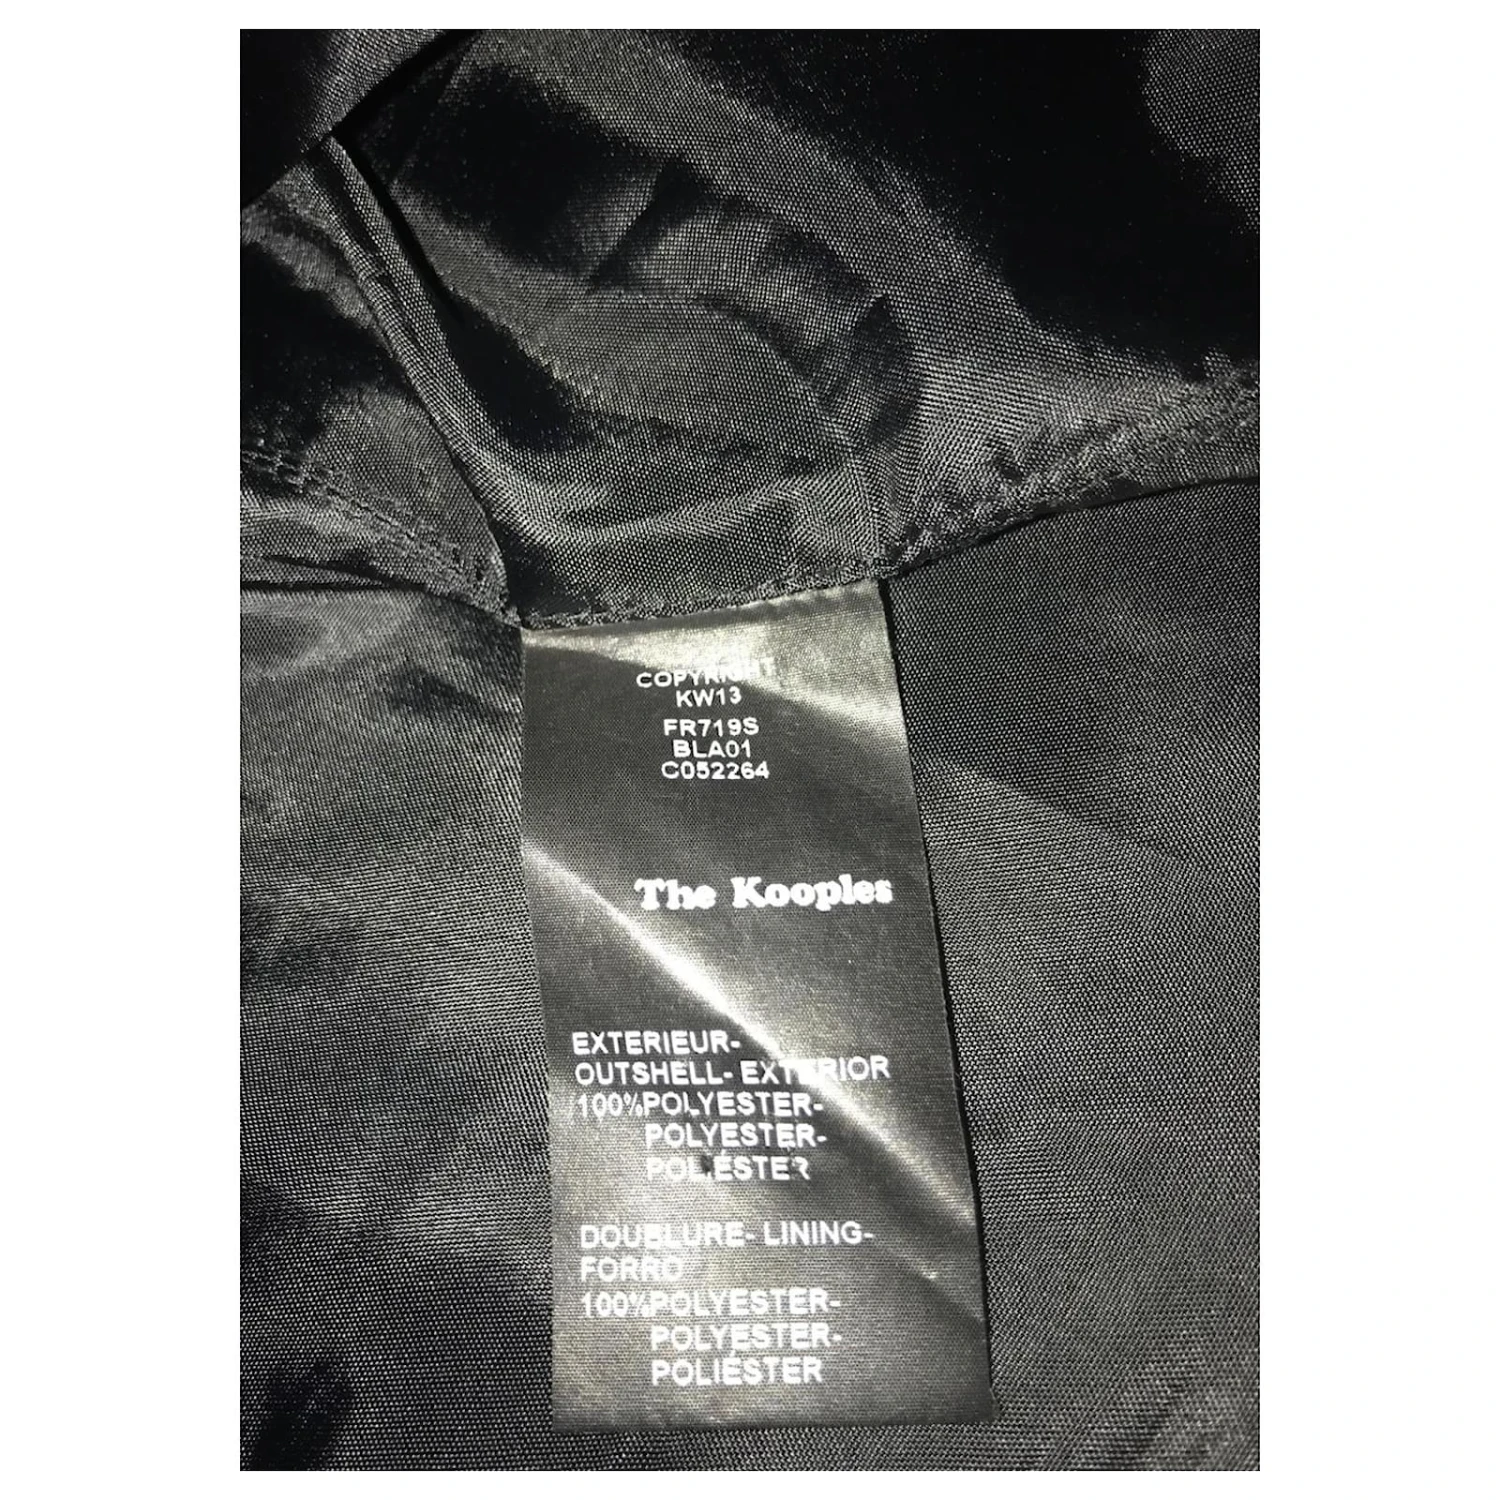 COPYRIGHT
KW13
FR719S
BLA01
C052264
The Kooples
EXTERIEUR-
OUTSHELL- EXTERIOR
100%POLYESTER-
POLYESTER-
POLIÉSTER
DOUBLURE- LINING-
FORRO
100%POLYESTER-
POLYESTER-
POLIÉSTER